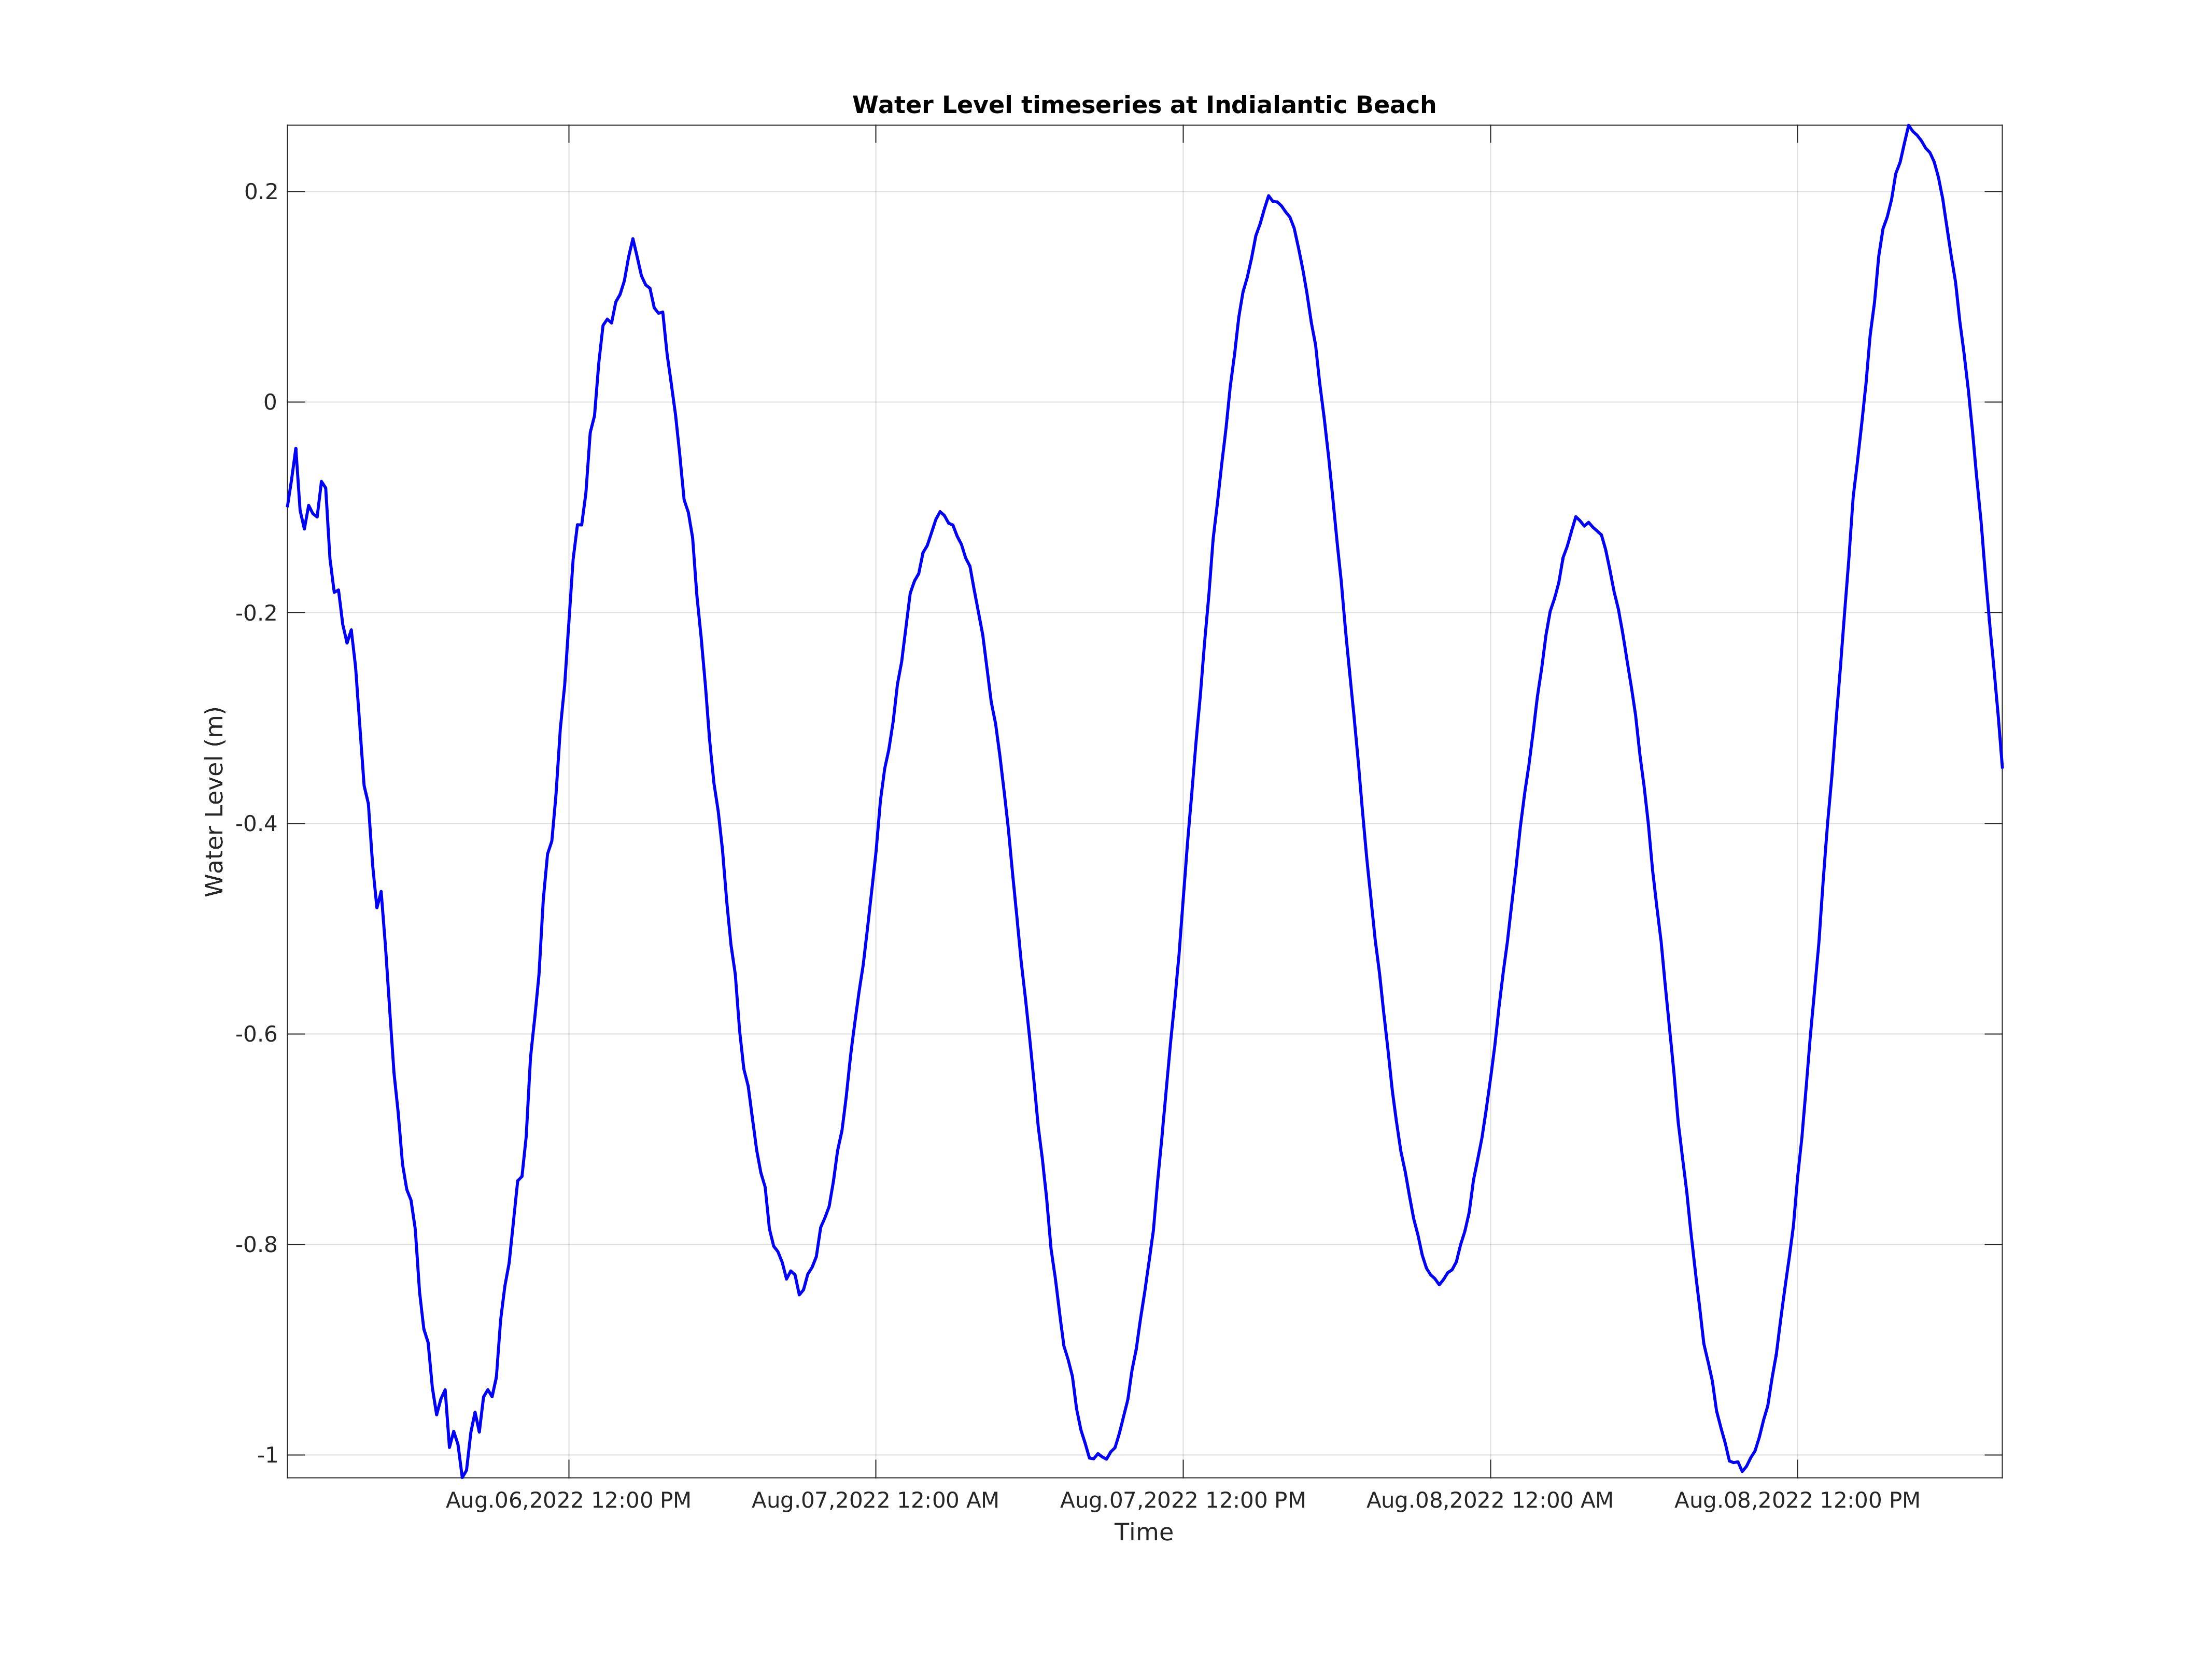 Water Level timeseries at Indialantic Beach
0.2
0
-0.2
-0.4
-0.6
-0.8
-1
Water Level (m)
Aug.06,2022 12:00 PM
Aug.07,2022 12:00 AM
Aug.07,2022 12:00 PM
Aug.08,2022 12:00 AM
Aug.08,2022 12:00 PM
Time